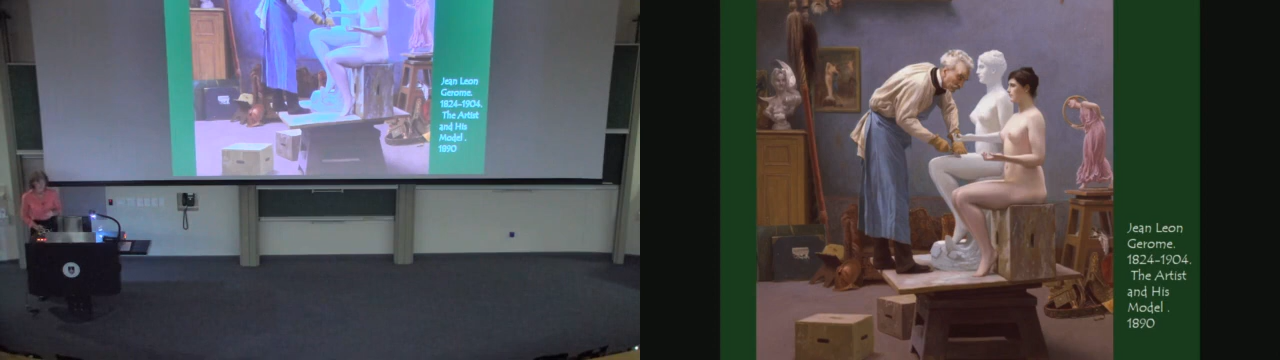 Jean Leon
Gerome.
1824-1904.
The Artist
and His
Model .
1890
Jean Leon
Gerome.
1824-1904.
The Artist
and His
Model .
1890